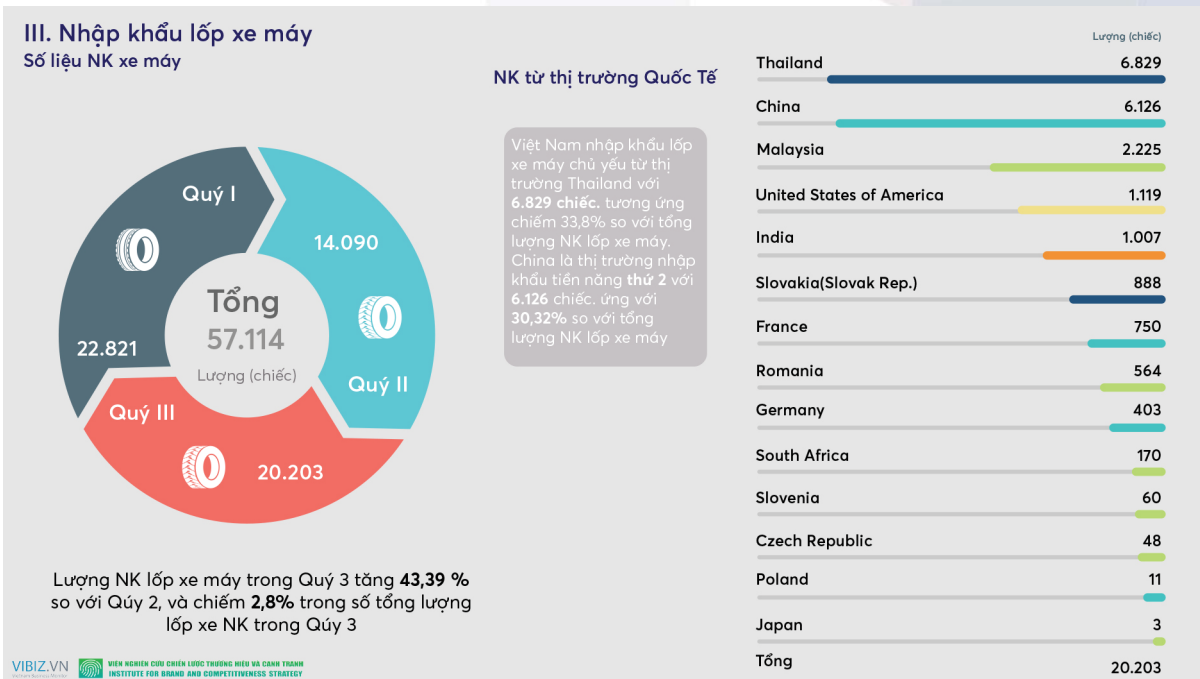 III. Nhập khẩu lốp xe máy
Số liệu NK xe máy
Quý I
22.821
14.090
Quý II
Quý III
20.203
Tổng
57.114
Lượng (chiếc)
Lượng NK lốp xe máy trong Quý 3 tăng 43,39 %
so với Qúy 2, và chiếm 2,8% trong số tổng lượng
lốp xe NK trong Qúy 3
NK từ thị trường Quốc Tế
Việt Nam nhập khẩu lốp
xe máy chủ yếu từ thị
trường Thailand với
6.829 chiếc. tương ứng
chiếm 33,8% so với tổng
lượng NK lốp xe máy.
China là thị trường nhập
khẩu tiền năng thứ 2 với
6.126 chiếc. ứng với
30,32% so với tổng
lượng NK lốp xe máy
Lượng (chiếc)
Thailand 6.829
China 6.126
Malaysia 2.225
United States of America 1.119
India 1.007
Slovakia(Slovak Rep.) 888
France 750
Romania 564
Germany 403
South Africa 170
Slovenia 60
Czech Republic 48
Poland 11
Japan 3
Tổng 20.203
VIBIZ.VN
VIỆN NGHIÊN CỨU CHIẾN LƯỢC THƯƠNG HIỆU VÀ CẠNH TRANH
INSTITUTE FOR BRAND AND COMPETITIVENESS STRATEGY